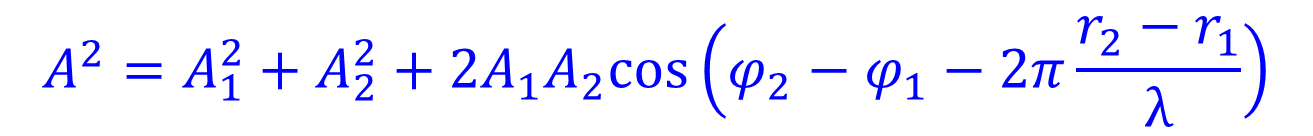 A² = A₁² + A₂² + 2A₁A₂cos(φ₂ − φ₁ − 2π (r₂ − r₁)/λ)